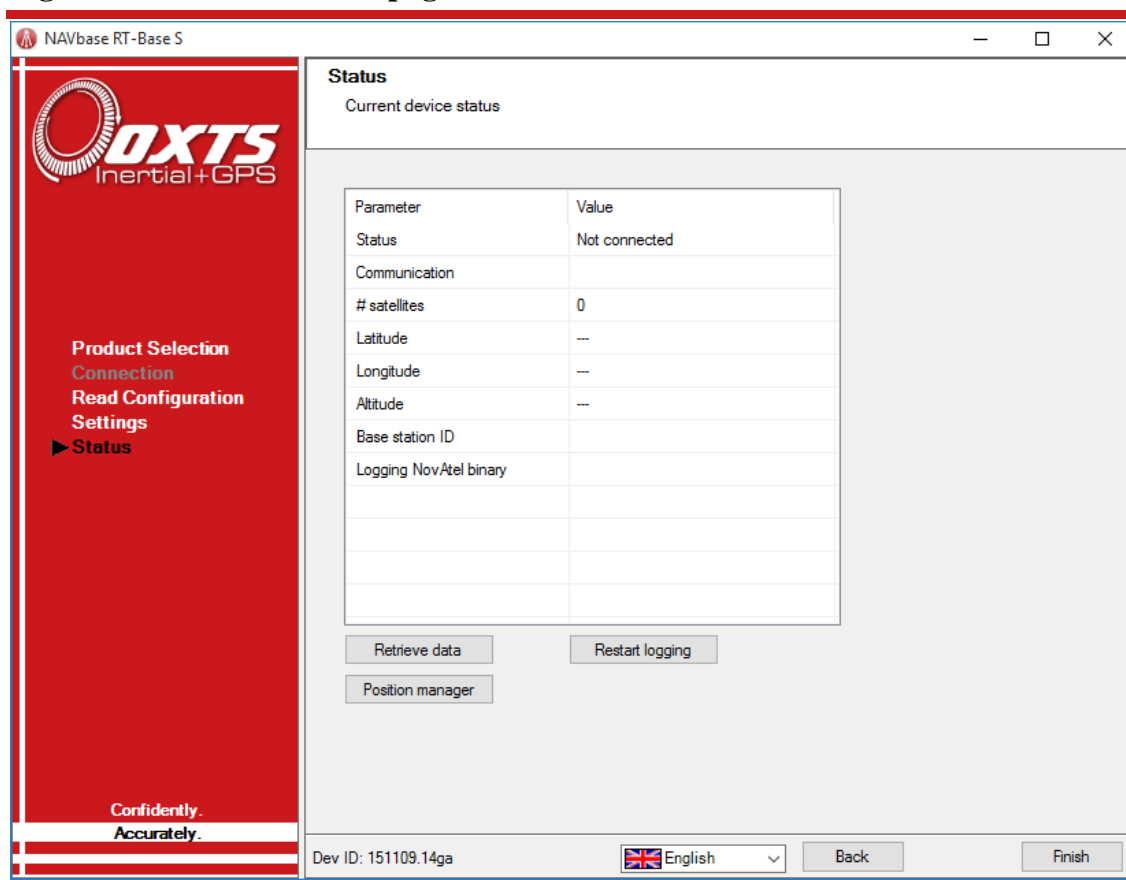 NAVbase RT-Base S
OXTS
Inertial+GPS
Status
Current device status
Parameter Value
Status Not connected
Communication
# satellites 0
Latitude ---
Longitude ---
Altitude ---
Base station ID
Logging NovAtel binary
Product Selection
Connection
Read Configuration
Settings
Status
Retrieve data Restart logging
Position manager
Confidently.
Accurately.
Dev ID: 151109.14ga English Back Finish